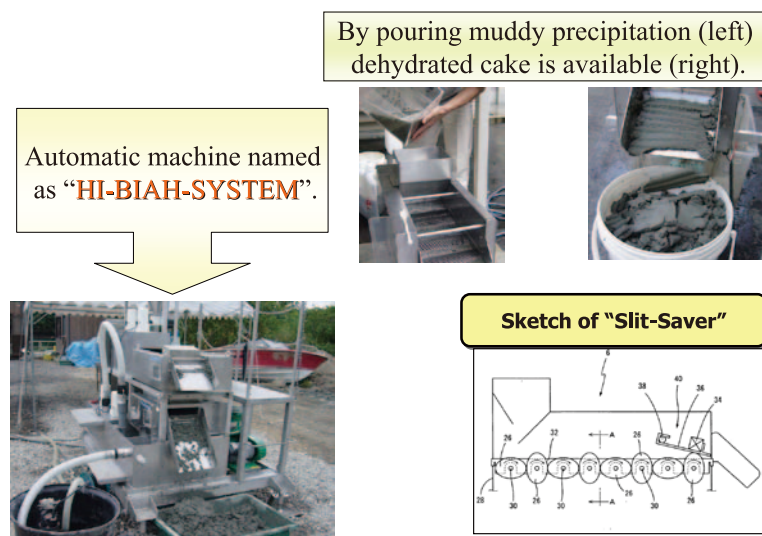 By pouring muddy precipitation (left)
dehydrated cake is available (right).
Automatic machine named
as “HI-BIAH-SYSTEM”.
Sketch of “Slit-Saver”
6
38
40
36
34
26
32
A
26
28
30
26
30
A
26
30
26